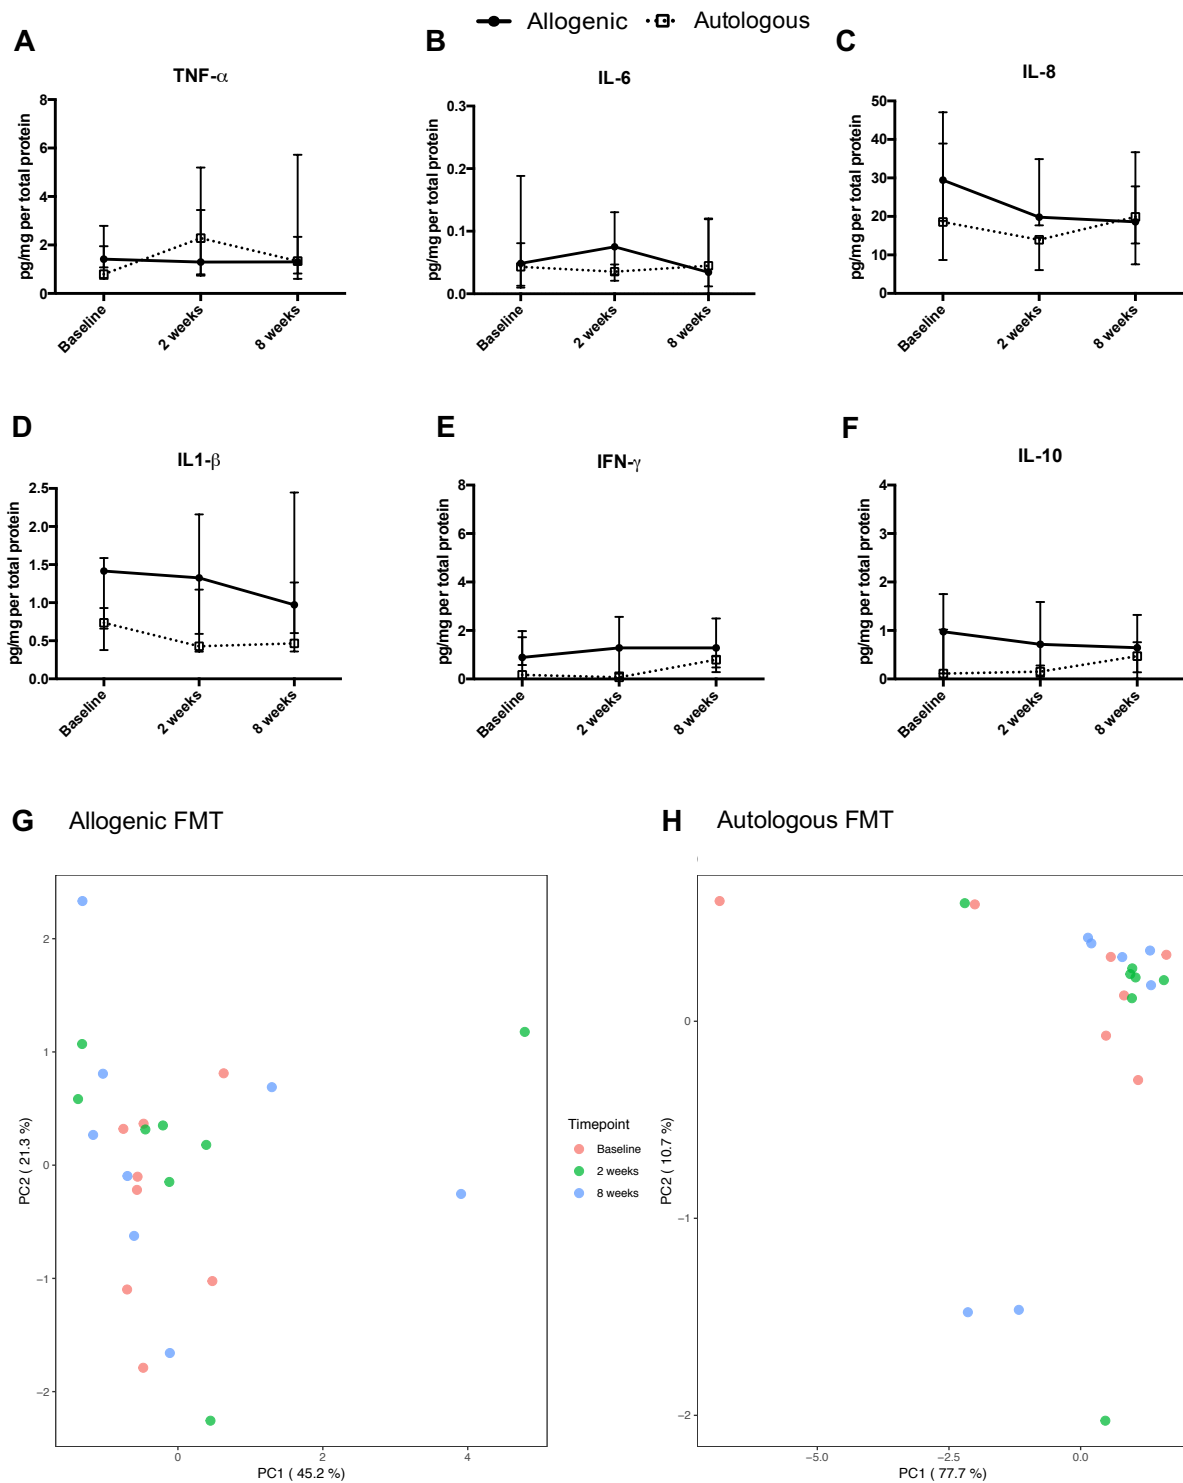 Allogenic Autologous
A
TNF-α
pg/mg per total protein
8
6
4
2
0
Baseline
2 weeks
8 weeks
B
IL-6
pg/mg per total protein
0.3
0.2
0.1
0.0
Baseline
2 weeks
8 weeks
C
IL-8
pg/mg per total protein
50
40
30
20
10
0
Baseline
2 weeks
8 weeks
D
IL1-β
pg/mg per total protein
2.5
2.0
1.5
1.0
0.5
0.0
Baseline
2 weeks
8 weeks
E
IFN-γ
pg/mg per total protein
8
6
4
2
0
Baseline
2 weeks
8 weeks
F
IL-10
pg/mg per total protein
4
3
2
1
0
Baseline
2 weeks
8 weeks
G Allogenic FMT
PC2 ( 21.3 %)
2
1
0
−1
−2
0 2 4
PC1 ( 45.2 %)
Timepoint
Baseline
2 weeks
8 weeks
H Autologous FMT
PC2 ( 10.7 %)
0
−1
−2
−5.0 −2.5 0.0
PC1 ( 77.7 %)